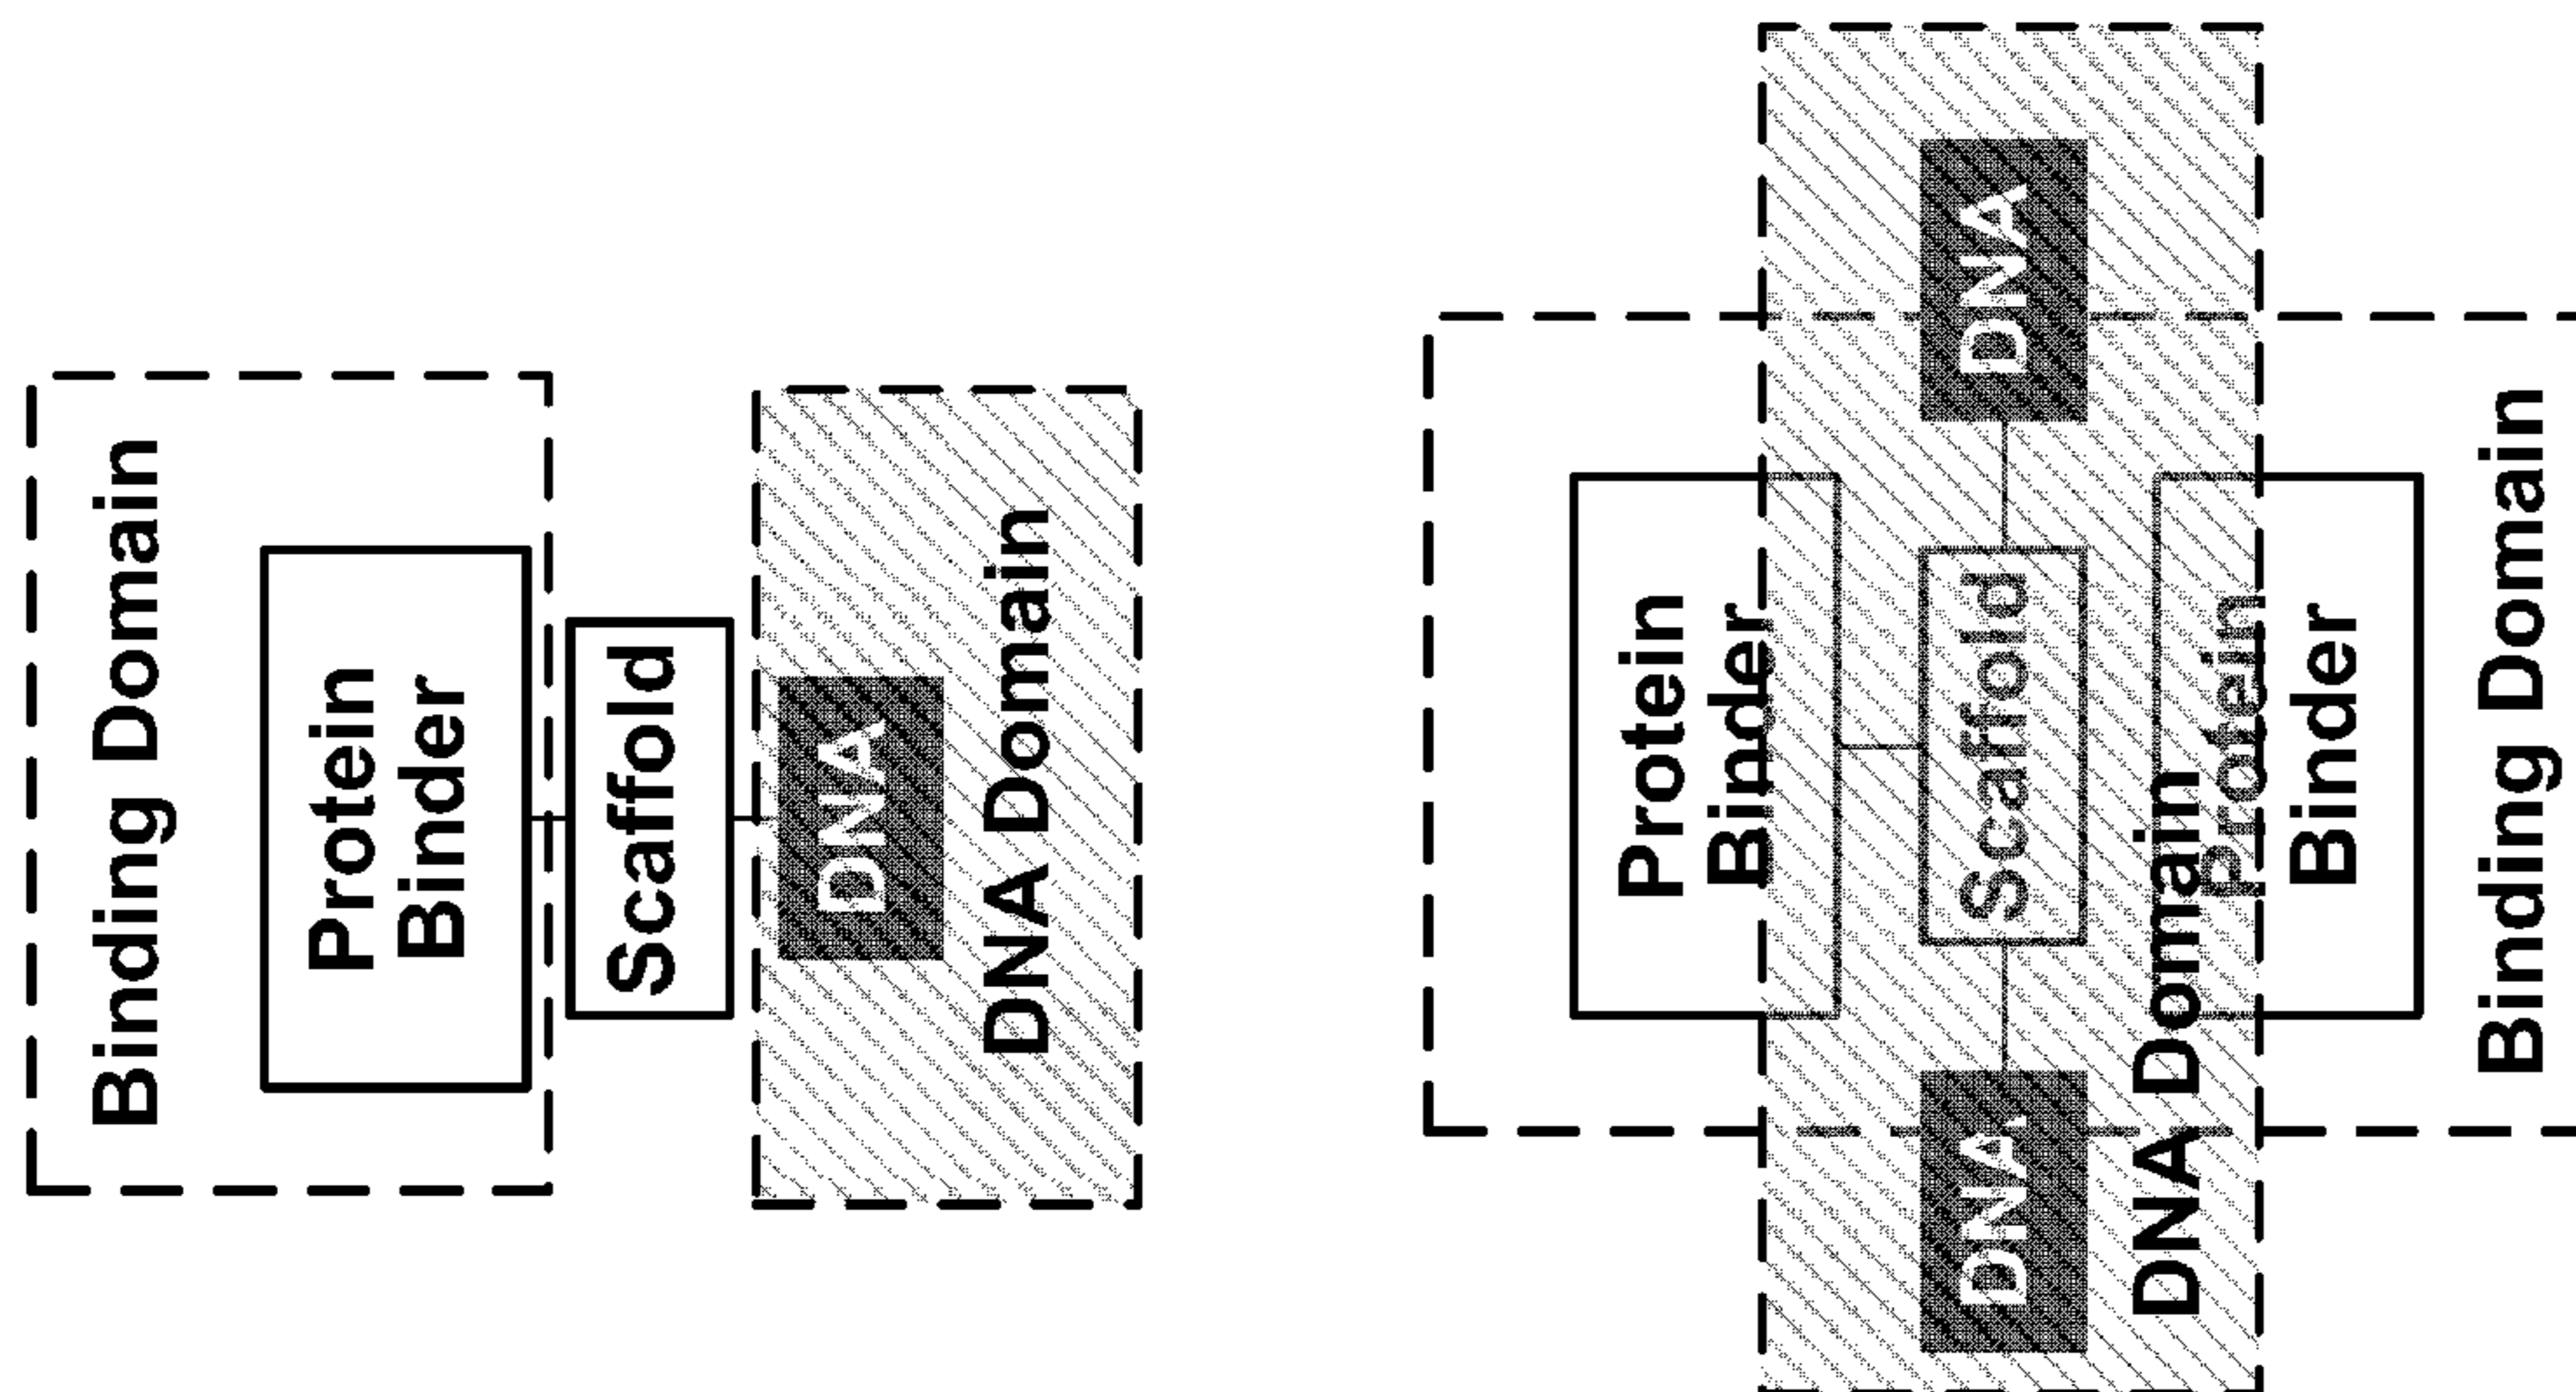 Binding Domain
Protein
Binder
Scaffold
DNA
DNA Domain
Protein
Binder
DNA
Scaffold
DNA
DNA Domain
Protein
Binder
Binding Domain